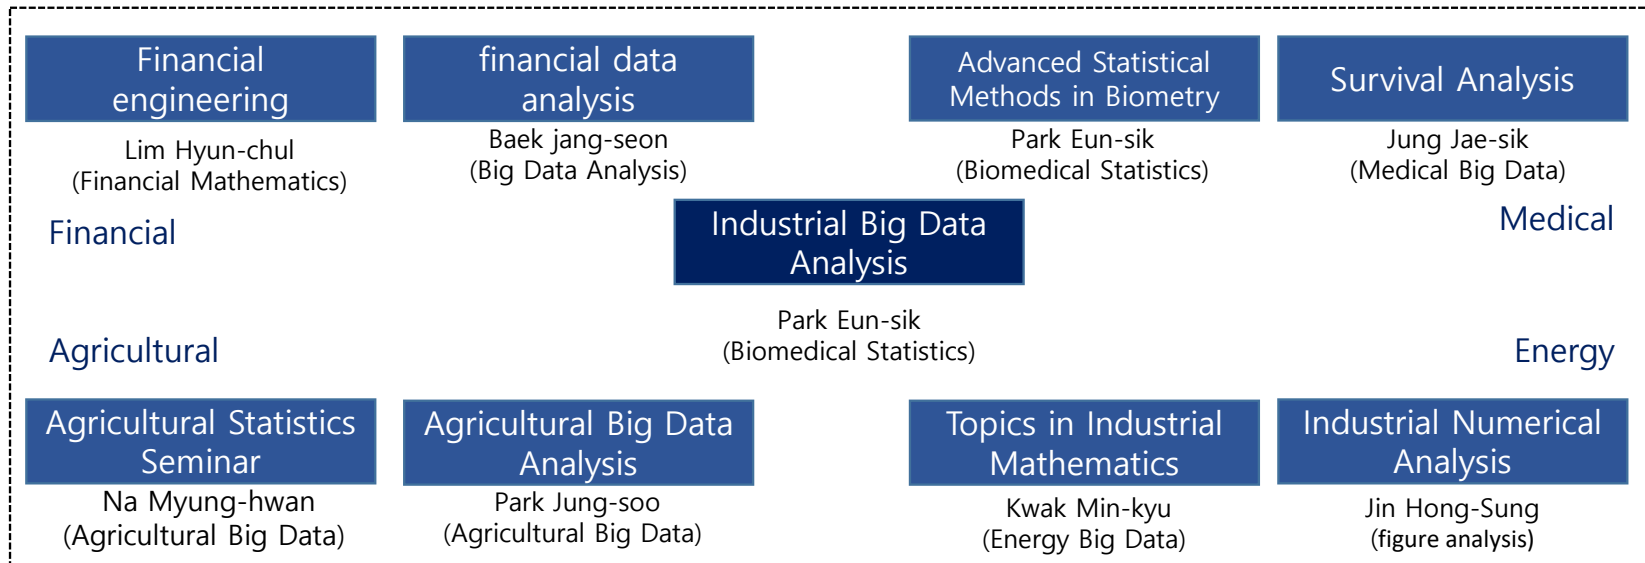 Financial
engineering
Lim Hyun-chul
(Financial Mathematics)
financial data
analysis
Baek jang-seon
(Big Data Analysis)
Advanced Statistical
Methods in Biometry
Park Eun-sik
(Biomedical Statistics)
Survival Analysis
Jung Jae-sik
(Medical Big Data)
Financial
Industrial Big Data
Analysis
Park Eun-sik
(Biomedical Statistics)
Medical
Agricultural
Energy
Agricultural Statistics
Seminar
Na Myung-hwan
(Agricultural Big Data)
Agricultural Big Data
Analysis
Park Jung-soo
(Agricultural Big Data)
Topics in Industrial
Mathematics
Kwak Min-kyu
(Energy Big Data)
Industrial Numerical
Analysis
Jin Hong-Sung
(figure analysis)